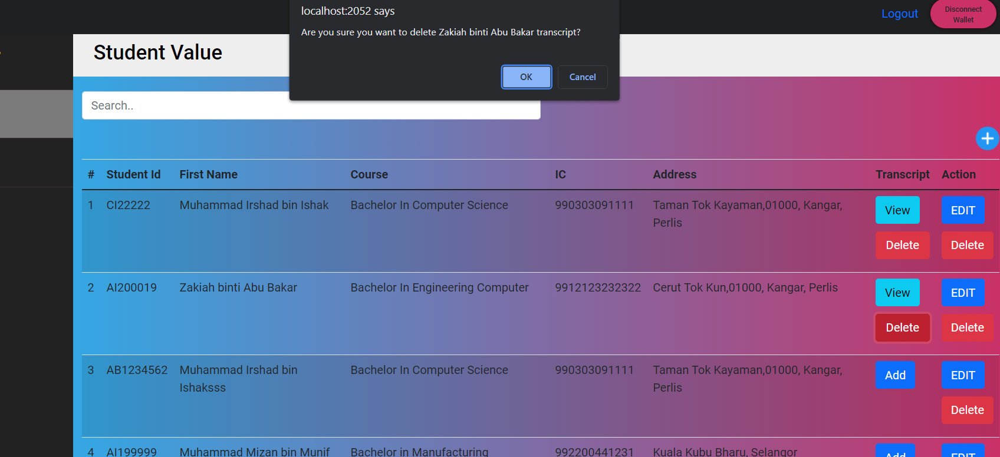 localhost:2052 says
Are you sure you want to delete Zakiah binti Abu Bakar transcript?
OK Cancel
Logout
Disconnect
Wallet
Student Value
Search..
# Student Id First Name Course IC Address Transcript Action
1 CI22222 Muhammad Irshad bin Ishak Bachelor In Computer Science 990303091111 Taman Tok Kayaman,01000, Kangar, View EDIT
Perlis
Delete Delete
2 AI200019 Zakiah binti Abu Bakar Bachelor In Engineering Computer 9912123232322 Cerut Tok Kun,01000, Kangar, Perlis View EDIT
Delete Delete
3 AB1234562 Muhammad Irshad bin Bachelor In Computer Science 990303091111 Taman Tok Kayaman,01000, Kangar, Add EDIT
Ishaksss Perlis
Delete
4 AI199999 Muhammad Mizan bin Munif Bachelor in Manufacturing 992200441231 Kuala Kubu Bharu, Selangor Add EDIT